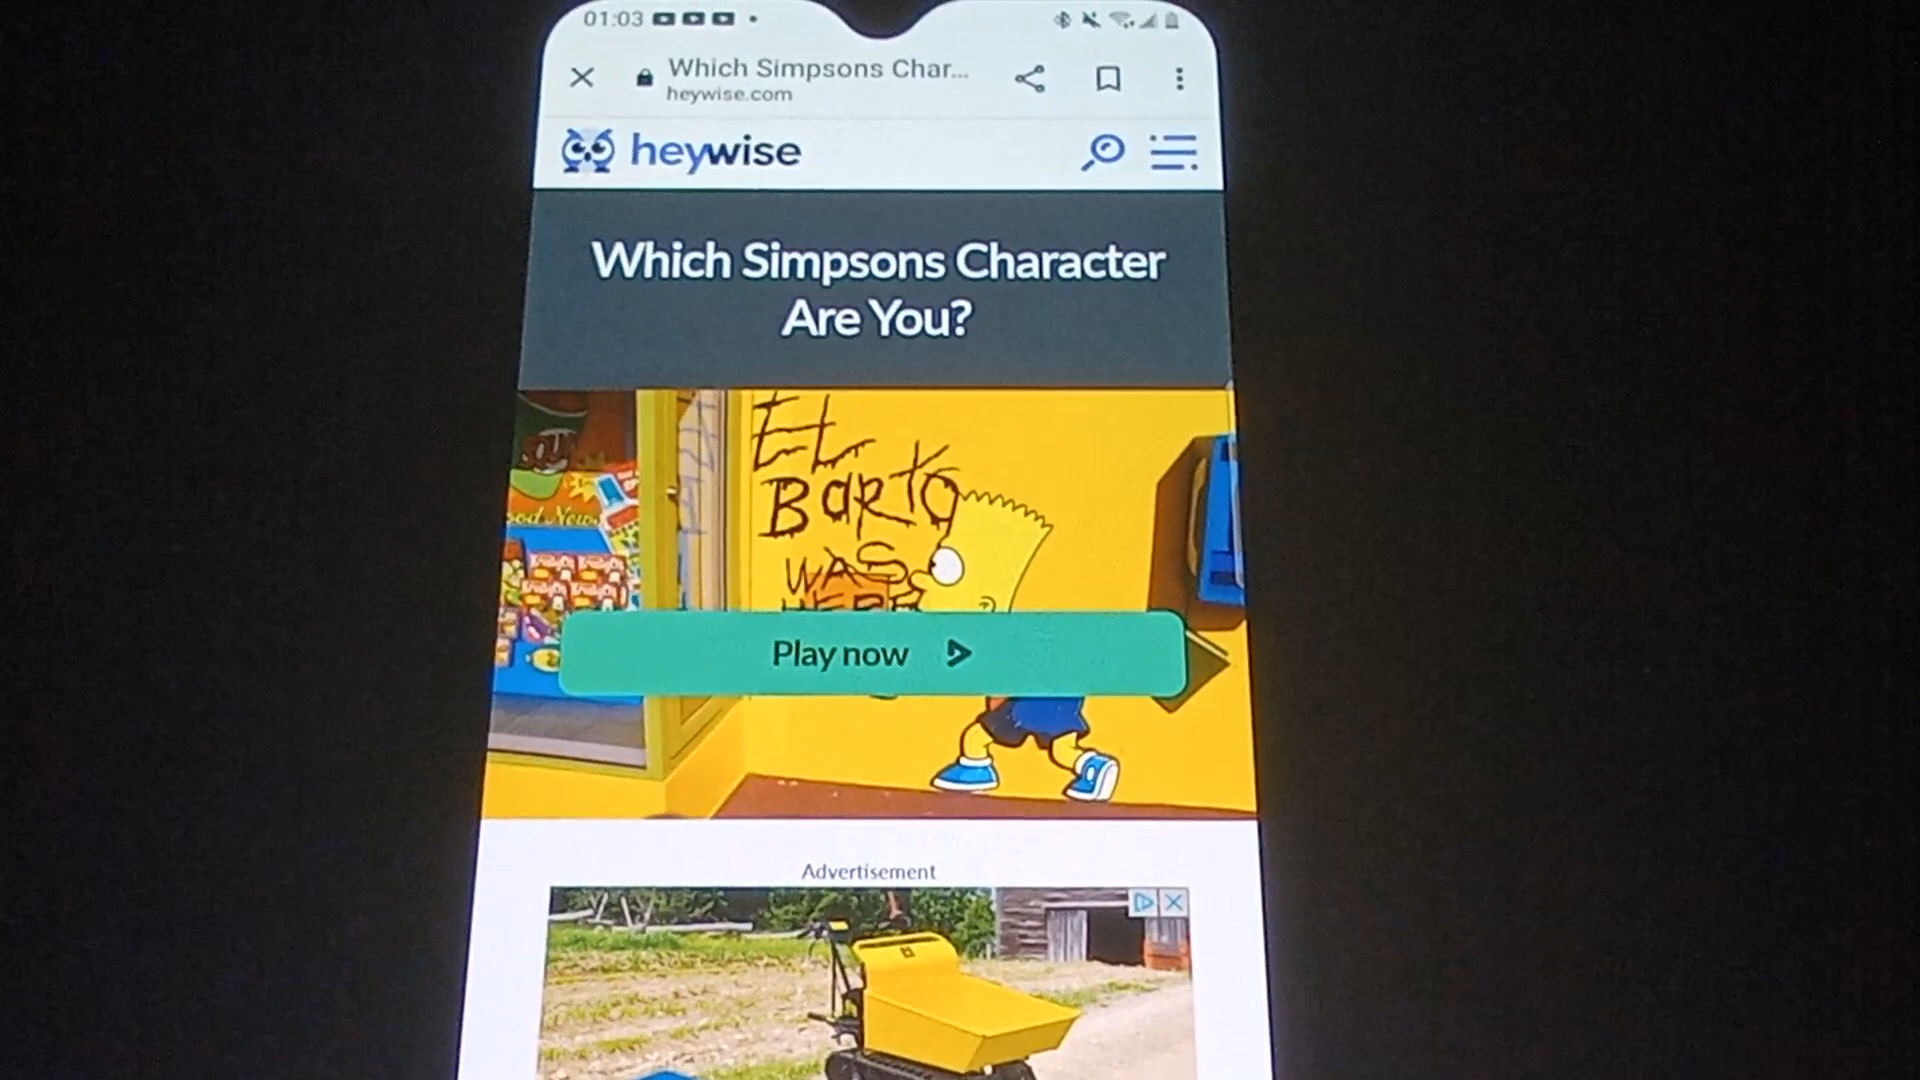 01:03
Which Simpsons Char...
heywise.com
heywise
Which Simpsons Character
Are You?
EL
BARTO
WAS
HERE
Play now
Advertisement